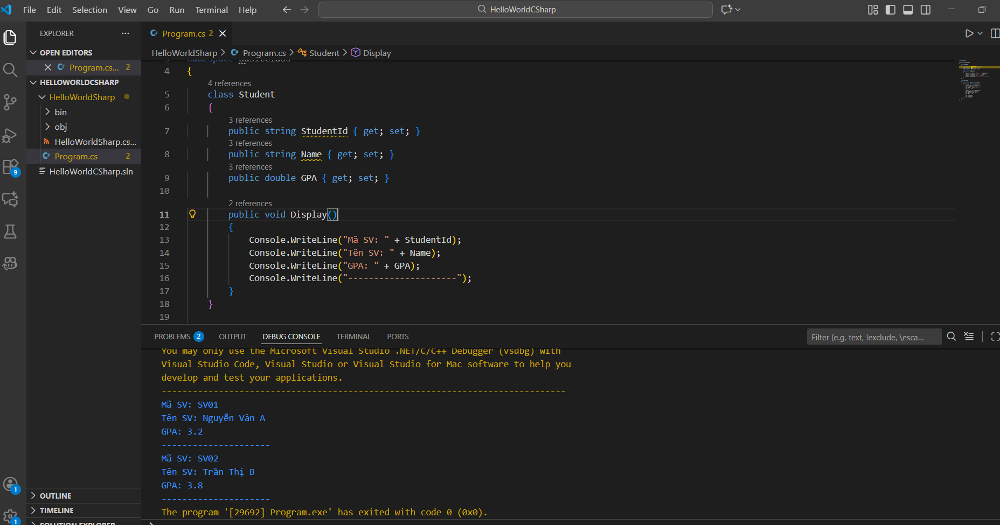 File Edit Selection View Go Run Terminal Help
HelloWorldCSharp
EXPLORER
OPEN EDITORS
Program.cs... 2
HELLOWORLDCSHARP
HelloWorldSharp
bin
obj
HelloWorldSharp.cs...
Program.cs 2
HelloWorldCSharp.sln
9
1
1
OUTLINE
TIMELINE
SOLUTION EXPLORER
Program.cs 2
HelloWorldSharp > Program.cs > Student > Display
3 namespace BasicClass
4 {
4 references
5 class Student
6 {
3 references
7 public string StudentId { get; set; }
3 references
8 public string Name { get; set; }
3 references
9 public double GPA { get; set; }
10
2 references
11 public void Display()
12 {
13 Console.WriteLine("Mã SV: " + StudentId);
14 Console.WriteLine("Tên SV: " + Name);
15 Console.WriteLine("GPA: " + GPA);
16 Console.WriteLine("---------------------");
17 }
18 }
19
PROBLEMS 2 OUTPUT DEBUG CONSOLE TERMINAL PORTS
Filter (e.g. text, !exclude, \esca...
You may only use the Microsoft Visual Studio .NET/C/C++ Debugger (vsdbg) with
Visual Studio Code, Visual Studio or Visual Studio for Mac software to help you
develop and test your applications.
------------------------------------------------------------------------------
Mã SV: SV01
Tên SV: Nguyễn Văn A
GPA: 3.2
---------------------
Mã SV: SV02
Tên SV: Trần Thị B
GPA: 3.8
---------------------
The program '[29692] Program.exe' has exited with code 0 (0x0).